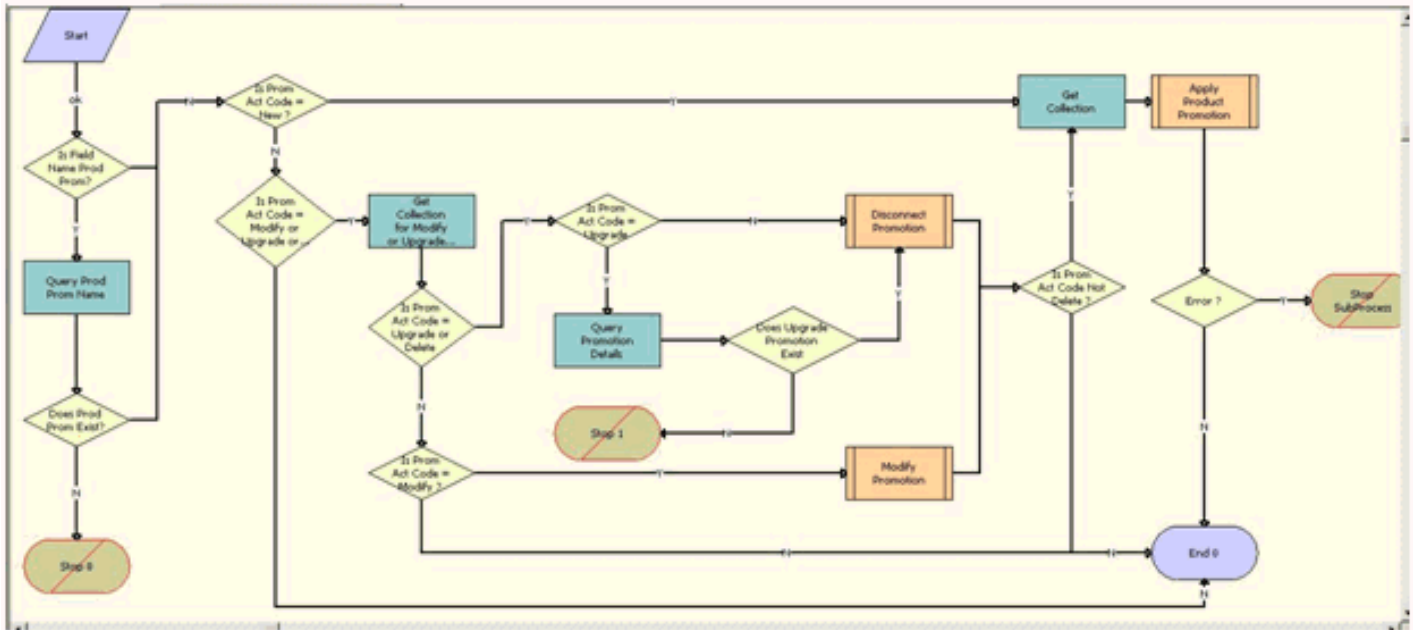 Start
ok
Is Field
Name Prod
Prom?
Y
Query Prod
Prom Name
Does Prod
Prom Exist?
N
Stop 0
N
Is Prom
Act Code =
New ?
Y
N
Is Prom
Act Code =
Modify or
Upgrade or...
Y
Get
Collection
for Modify
or Upgrade...
Is Prom
Act Code =
Upgrade or
Delete
Y
N
Is Prom
Act Code =
Modify ?
Y
N
Is Prom
Act Code =
Upgrade
N
Y
Query
Promotion
Details
Does Upgrade
Promotion
Exist
Y
N
Stop 1
Disconnect
Promotion
Modify
Promotion
Is Prom
Act Code Not
Delete ?
Y
N
Get
Collection
Apply
Product
Promotion
Error ?
Y
Stop
SubProcess
N
End 0
N